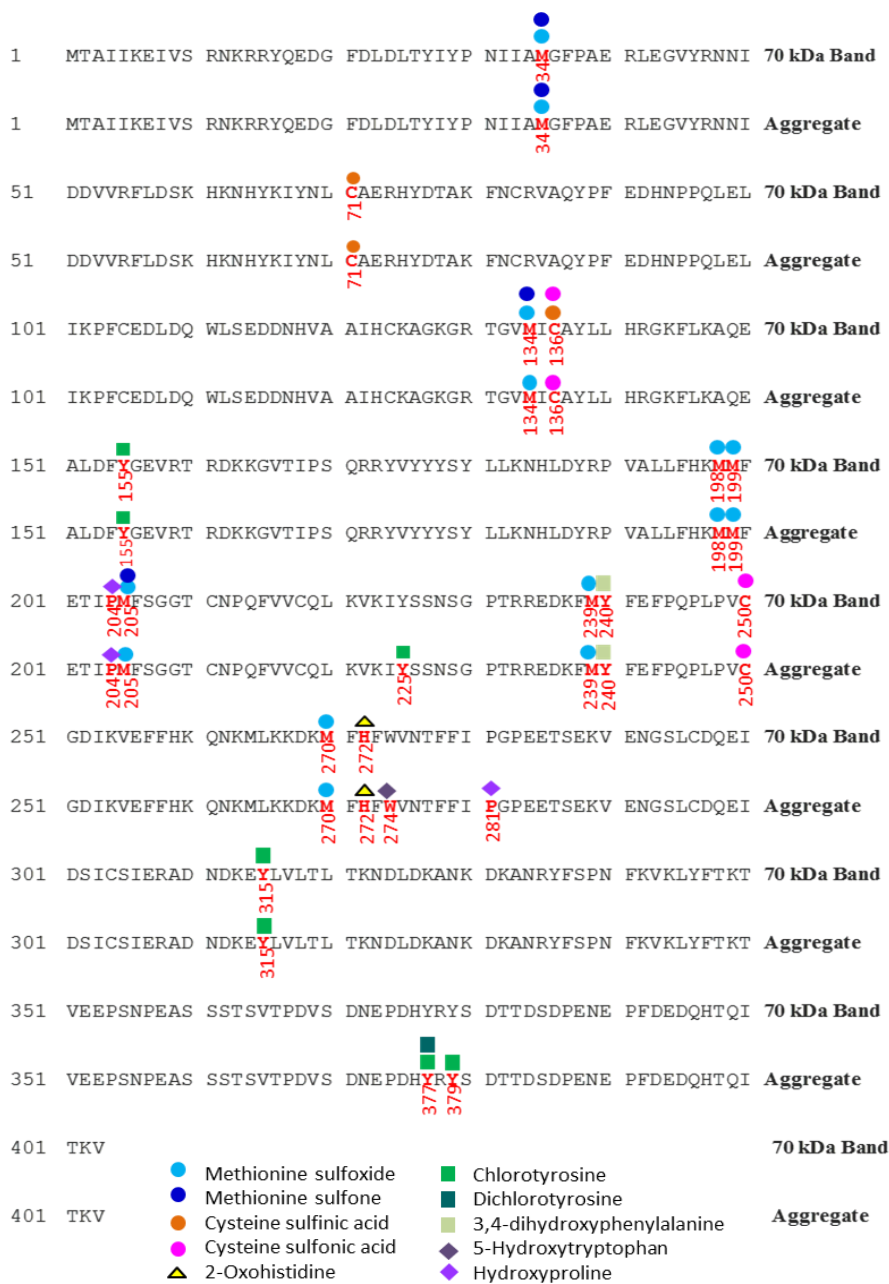 1 MTAIIKEIVS RNKRRYQEDG FDLDLTYIYP NIIAMGFPAE RLEGVYRNNI 70 kDa Band
34
1 MTAIIKEIVS RNKRRYQEDG FDLDLTYIYP NIIAMGFPAE RLEGVYRNNI Aggregate
34
51 DDVVRFLDSK HKNHYKIYNL CAERHYDTAK FNCRVAQYPF EDHNPPQLEL 70 kDa Band
71
51 DDVVRFLDSK HKNHYKIYNL CAERHYDTAK FNCRVAQYPF EDHNPPQLEL Aggregate
71
101 IKPFCEDLDQ WLSEDDNHVA AIHCKAGKGR TGVMICAYLL HRGKFLKAQE 70 kDa Band
134 136
101 IKPFCEDLDQ WLSEDDNHVA AIHCKAGKGR TGVMICAYLL HRGKFLKAQE Aggregate
134 136
151 ALDFYGEVRT RDKKGVTIPS QRRYVYYYSY LLKNHLDYRP VALLFHKMMF 70 kDa Band
155 198 199
151 ALDFYGEVRT RDKKGVTIPS QRRYVYYYSY LLKNHLDYRP VALLFHKMMF Aggregate
155 198 199
201 ETIPMFSGGT CNPQFVVCQL KVKIYSSNSG PTRREDKFMY FEFPQPLPVC 70 kDa Band
204 205 239 240 250
201 ETIPMFSGGT CNPQFVVCQL KVKIYSSNSG PTRREDKFMY FEFPQPLPVC Aggregate
204 205 225 239 240 250
251 GDIKVEFFHK QNKMLKKDKM FHFWVNTFFI PGPEETSEKV ENGSLCDQEI 70 kDa Band
270 272
251 GDIKVEFFHK QNKMLKKDKM FHFWVNTFFI PGPEETSEKV ENGSLCDQEI Aggregate
270 272 274 281
301 DSICSIERAD NDKEYLVLTL TKNDLDKANK DKANRYFSPN FKVKLYFTKT 70 kDa Band
315
301 DSICSIERAD NDKEYLVLTL TKNDLDKANK DKANRYFSPN FKVKLYFTKT Aggregate
315
351 VEEPSNPEAS SSTSVTPDVS DNEPDHYRYS DTTDSDPENE PFDEDQHTQI 70 kDa Band
351 VEEPSNPEAS SSTSVTPDVS DNEPDHYRYS DTTDSDPENE PFDEDQHTQI Aggregate
377 379
401 TKV 70 kDa Band
401 TKV Aggregate
Methionine sulfoxide
Methionine sulfone
Cysteine sulfinic acid
Cysteine sulfonic acid
2-Oxohistidine
Chlorotyrosine
Dichlorotyrosine
3,4-dihydroxyphenylalanine
5-Hydroxytryptophan
Hydroxyproline